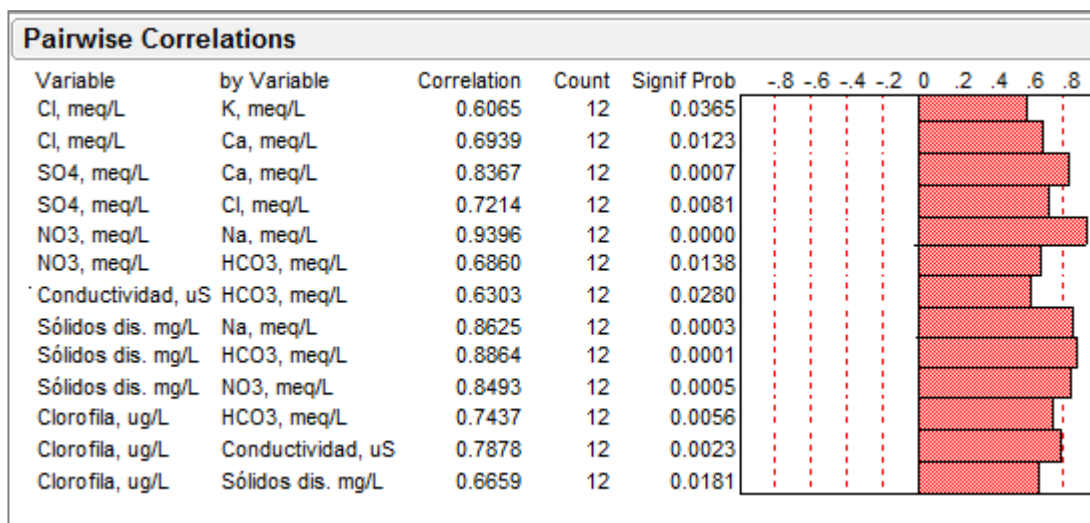 Pairwise Correlations
Variable by Variable Correlation Count Signif Prob -.8 -.6 -.4 -.2 0 .2 .4 .6 .8
Cl, meq/L K, meq/L 0.6065 12 0.0365
Cl, meq/L Ca, meq/L 0.6939 12 0.0123
SO4, meq/L Ca, meq/L 0.8367 12 0.0007
SO4, meq/L Cl, meq/L 0.7214 12 0.0081
NO3, meq/L Na, meq/L 0.9396 12 0.0000
NO3, meq/L HCO3, meq/L 0.6860 12 0.0138
Conductividad, uS HCO3, meq/L 0.6303 12 0.0280
Sólidos dis. mg/L Na, meq/L 0.8625 12 0.0003
Sólidos dis. mg/L HCO3, meq/L 0.8864 12 0.0001
Sólidos dis. mg/L NO3, meq/L 0.8493 12 0.0005
Clorofila, ug/L HCO3, meq/L 0.7437 12 0.0056
Clorofila, ug/L Conductividad, uS 0.7878 12 0.0023
Clorofila, ug/L Sólidos dis. mg/L 0.6659 12 0.0181